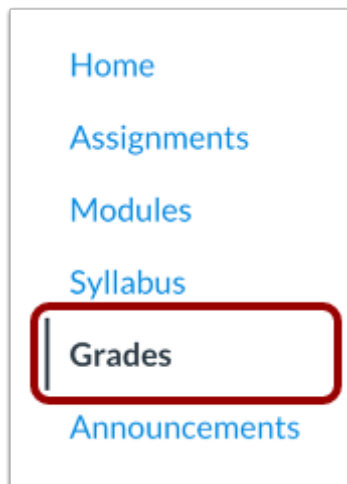 Home
Assignments
Modules
Syllabus
Grades
Announcements